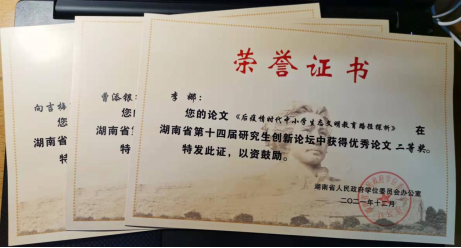 荣誉证书
李娜：
您的论文《后疫情时代中小学生态文明教育路径探析》在
湖南省第十四届研究生创新论坛中获得优秀论文二等奖。
特发此证，以资鼓励。
湖南省人民政府学位委员会办公室
二〇二一年十二月
曹添银
您
湖南省
特
向言梅
您
湖南省
特